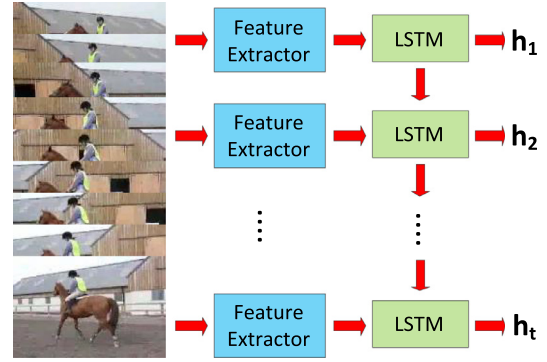 Feature
Extractor
LSTM
h1
Feature
Extractor
LSTM
h2
Feature
Extractor
LSTM
ht